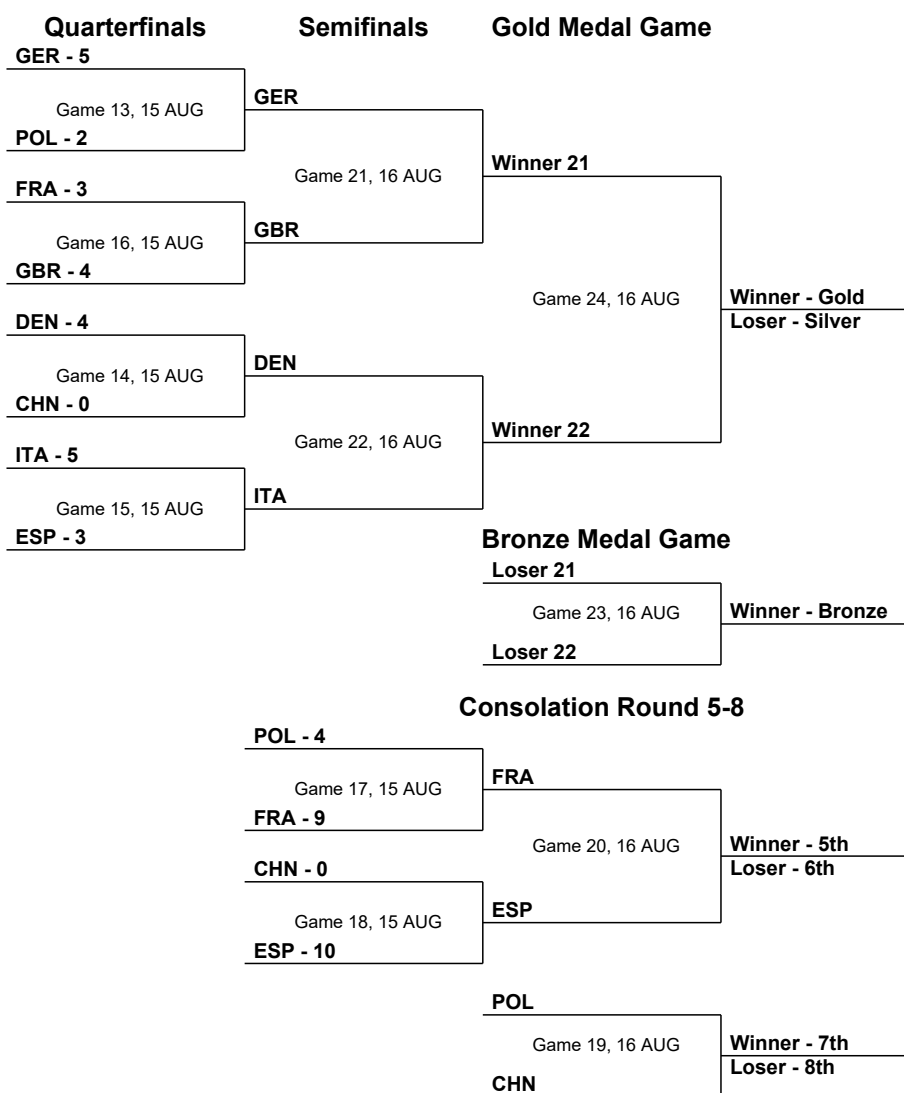 Quarterfinals Semifinals Gold Medal Game
GER - 5
Game 13, 15 AUG
POL - 2
GER
Game 21, 16 AUG
FRA - 3
Game 16, 15 AUG
GBR - 4
GBR
Winner 21
Game 24, 16 AUG
Winner - Gold
Loser - Silver
DEN - 4
Game 14, 15 AUG
CHN - 0
DEN
Game 22, 16 AUG
Winner 22
ITA - 5
Game 15, 15 AUG
ESP - 3
ITA
Bronze Medal Game
Loser 21
Game 23, 16 AUG
Winner - Bronze
Loser 22
Consolation Round 5-8
POL - 4
Game 17, 15 AUG
FRA - 9
FRA
Game 20, 16 AUG
Winner - 5th
Loser - 6th
CHN - 0
Game 18, 15 AUG
ESP - 10
ESP
POL
Game 19, 16 AUG
Winner - 7th
Loser - 8th
CHN